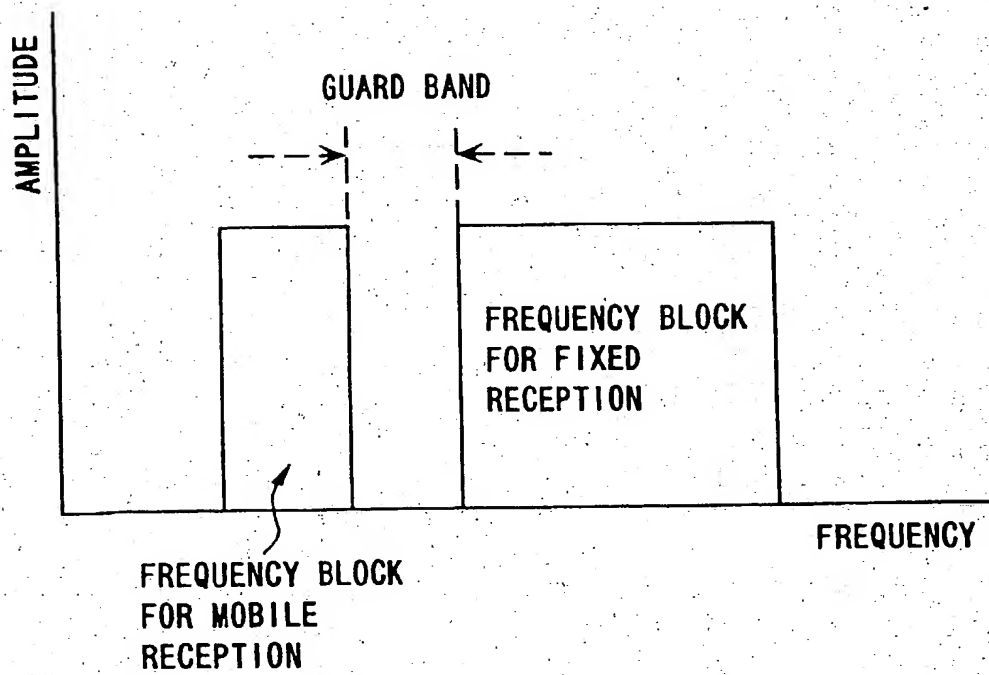 AMPLITUDE
GUARD BAND
FREQUENCY BLOCK
FOR FIXED
RECEPTION
FREQUENCY
FREQUENCY BLOCK
FOR MOBILE
RECEPTION